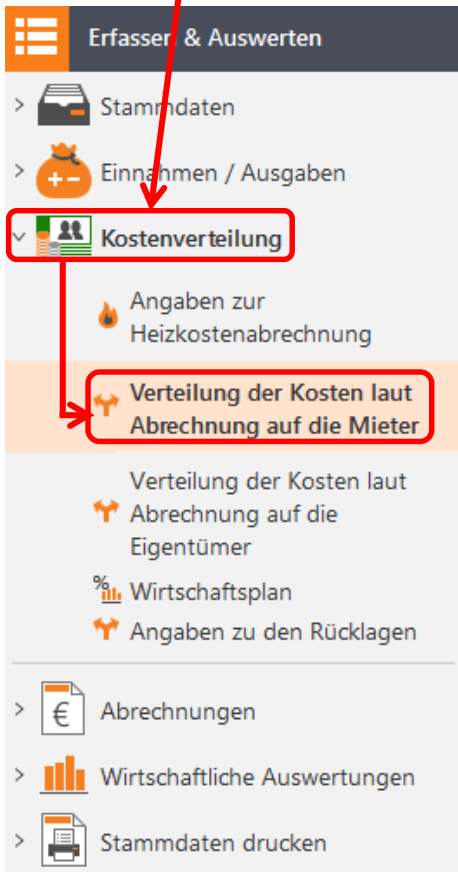 Erfassen & Auswerten
Stammdaten
Einnahmen / Ausgaben
Kostenverteilung
Angaben zur
Heizkostenabrechnung
Verteilung der Kosten laut
Abrechnung auf die Mieter
Verteilung der Kosten laut
Abrechnung auf die
Eigentümer
Wirtschaftsplan
Angaben zu den Rücklagen
Abrechnungen
Wirtschaftliche Auswertungen
Stammdaten drucken